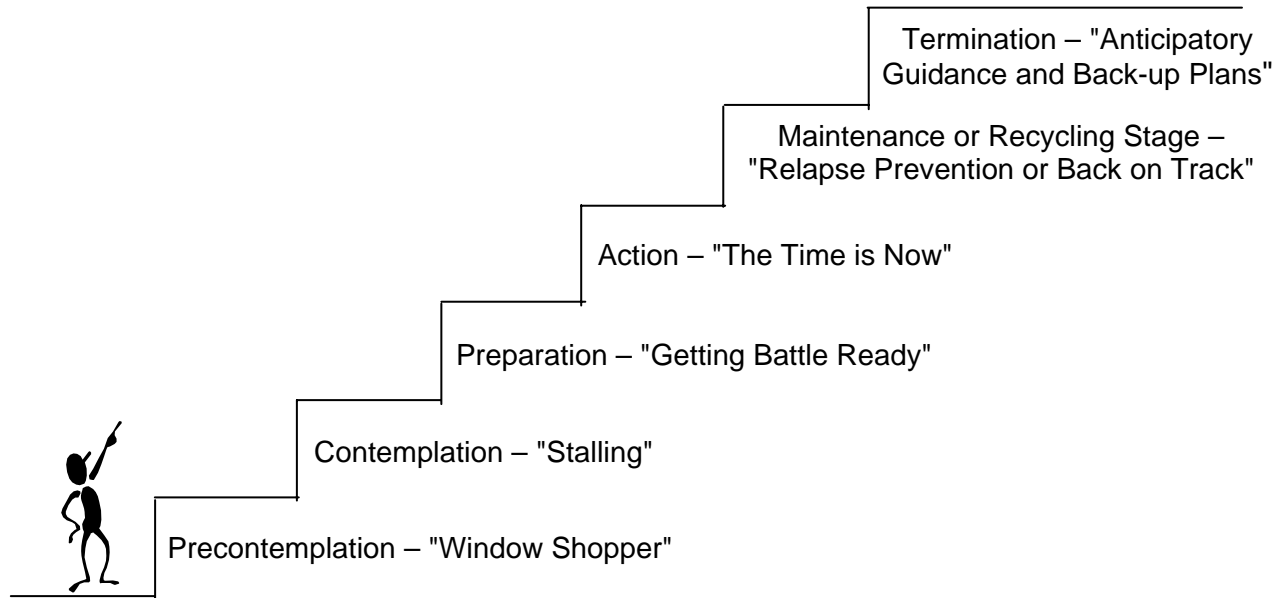 Termination – "Anticipatory
Guidance and Back-up Plans"
Maintenance or Recycling Stage –
"Relapse Prevention or Back on Track"
Action – "The Time is Now"
Preparation – "Getting Battle Ready"
Contemplation – "Stalling"
Precontemplation – "Window Shopper"